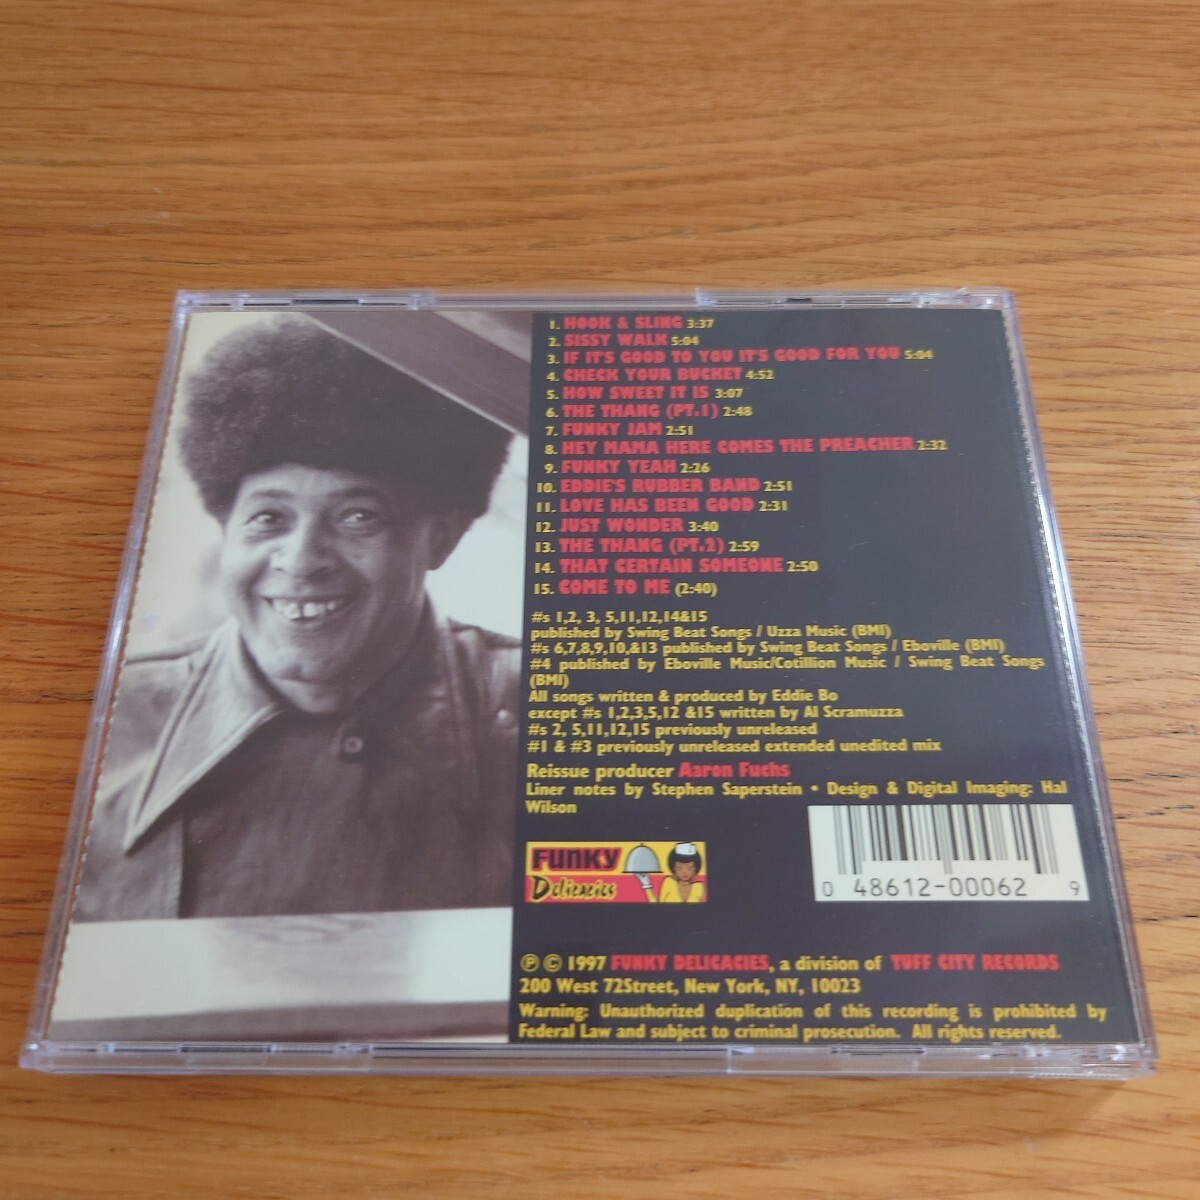 1. HOOK & SLING 3:37
2. SISSY WALK 5:04
3. IF IT'S GOOD TO YOU IT'S GOOD FOR YOU 5:04
4. CHECK YOUR BUCKET 4:52
5. HOW SWEET IT IS 3:07
6. THE THANG (PT.1) 2:48
7. FUNKY JAM 2:51
8. HEY MAMA HERE COMES THE PREACHER 2:32
9. FUNKY YEAH 2:26
10. EDDIE'S RUBBER BAND 2:51
11. LOVE HAS BEEN GOOD 2:31
12. JUST WONDER 3:40
13. THE THANG (PT.2) 2:59
14. THAT CERTAIN SOMEONE 2:50
15. COME TO ME (2:40)
#s 1,2, 3, 5,11,12,14&15
published by Swing Beat Songs / Uzza Music (BMI)
#s 6,7,8,9,10,&13 published by Swing Beat Songs / Eboville (BMI)
#4 published by Eboville Music/Cotillion Music / Swing Beat Songs
(BMI)
All songs written & produced by Eddie Bo
except #s 1,2,3,5,12 &15 written by Al Scramuzza
#s 2, 5,11,12,15 previously unreleased
#1 & #3 previously unreleased extended unedited mix
Reissue producer Aaron Fuchs
Liner notes by Stephen Saperstein • Design & Digital Imaging: Hal
Wilson
FUNKY
Delicacies
0 48612-00062 9
℗ © 1997 FUNKY DELICACIES, a division of TUFF CITY RECORDS
200 West 72Street, New York, NY, 10023
Warning: Unauthorized duplication of this recording is prohibited by
Federal Law and subject to criminal prosecution. All rights reserved.